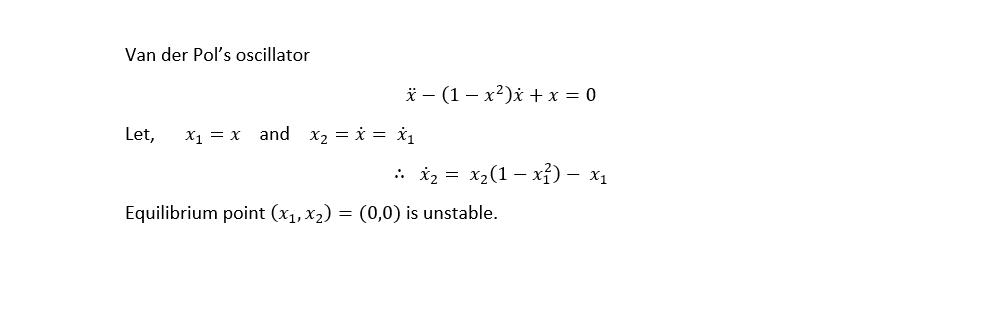 Van der Pol’s oscillator
ẍ − (1 − x²)ẋ + x = 0
Let, x₁ = x and x₂ = ẋ = ẋ₁
∴ ẋ₂ = x₂(1 − x₁²) − x₁
Equilibrium point (x₁, x₂) = (0,0) is unstable.